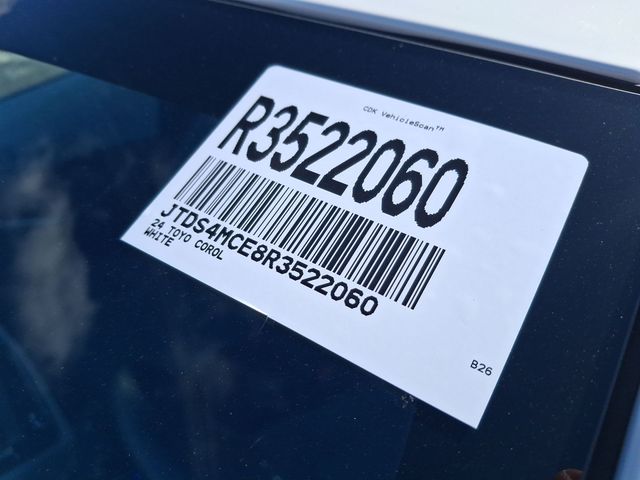 CDK VehicleScan™
R3522060
JTDS4MCE8R3522060
24 TOYO COROL
WHITE
B26